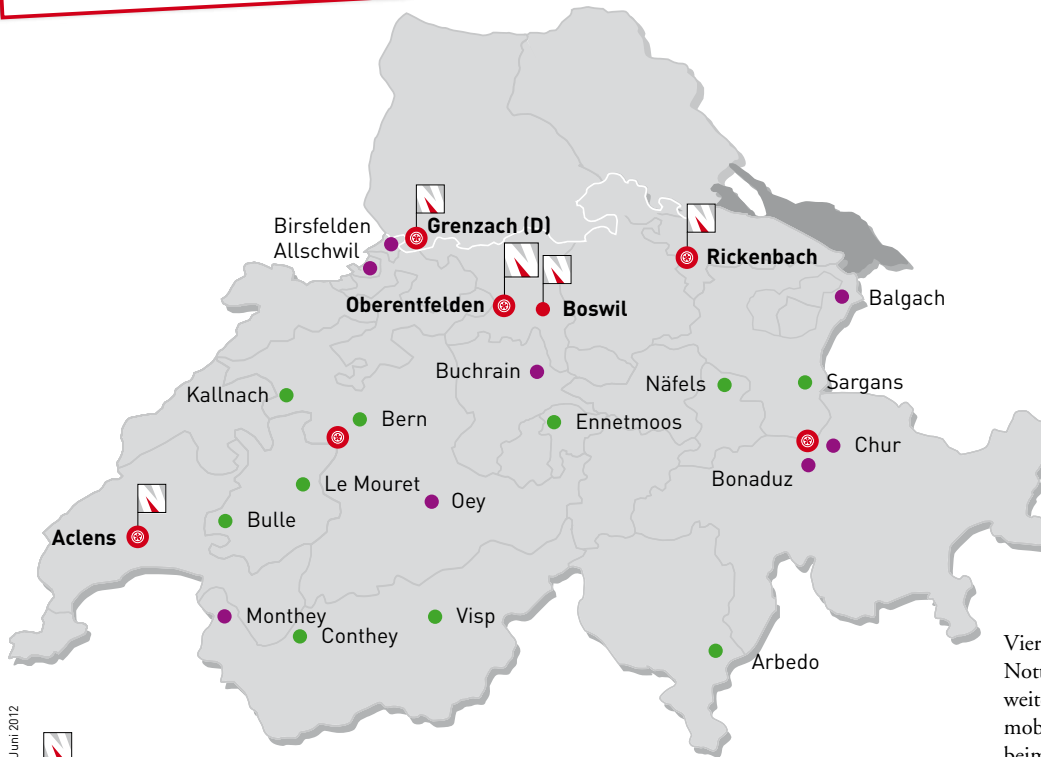 Birsfelden
Allschwil
Grenzach (D)
Rickenbach
Oberentfelden
Boswil
Balgach
Buchrain
Näfels
Sargans
Kallnach
Bern
Ennetmoos
Chur
Bonaduz
Le Mouret
Oey
Bulle
Aclens
Monthey
Visp
Conthey
Arbedo
Juni 2012
Vier
Nott
weit
mob
beim